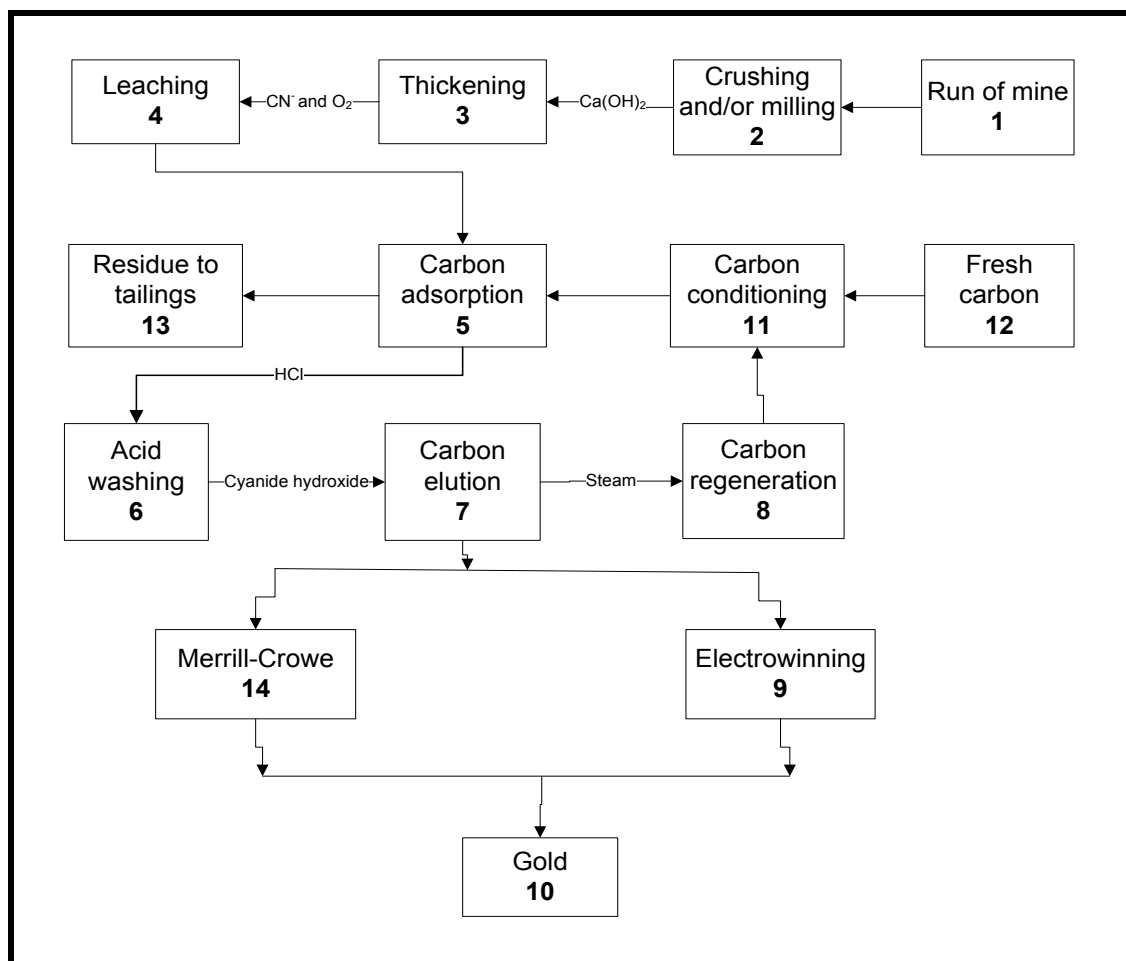 Leaching
4
CN⁻ and O₂
Thickening
3
Ca(OH)₂
Crushing
and/or milling
2
Run of mine
1
Residue to
tailings
13
Carbon
adsorption
5
Carbon
conditioning
11
Fresh
carbon
12
HCl
Acid
washing
6
Cyanide hydroxide
Carbon
elution
7
Steam
Carbon
regeneration
8
Merrill-Crowe
14
Electrowinning
9
Gold
10